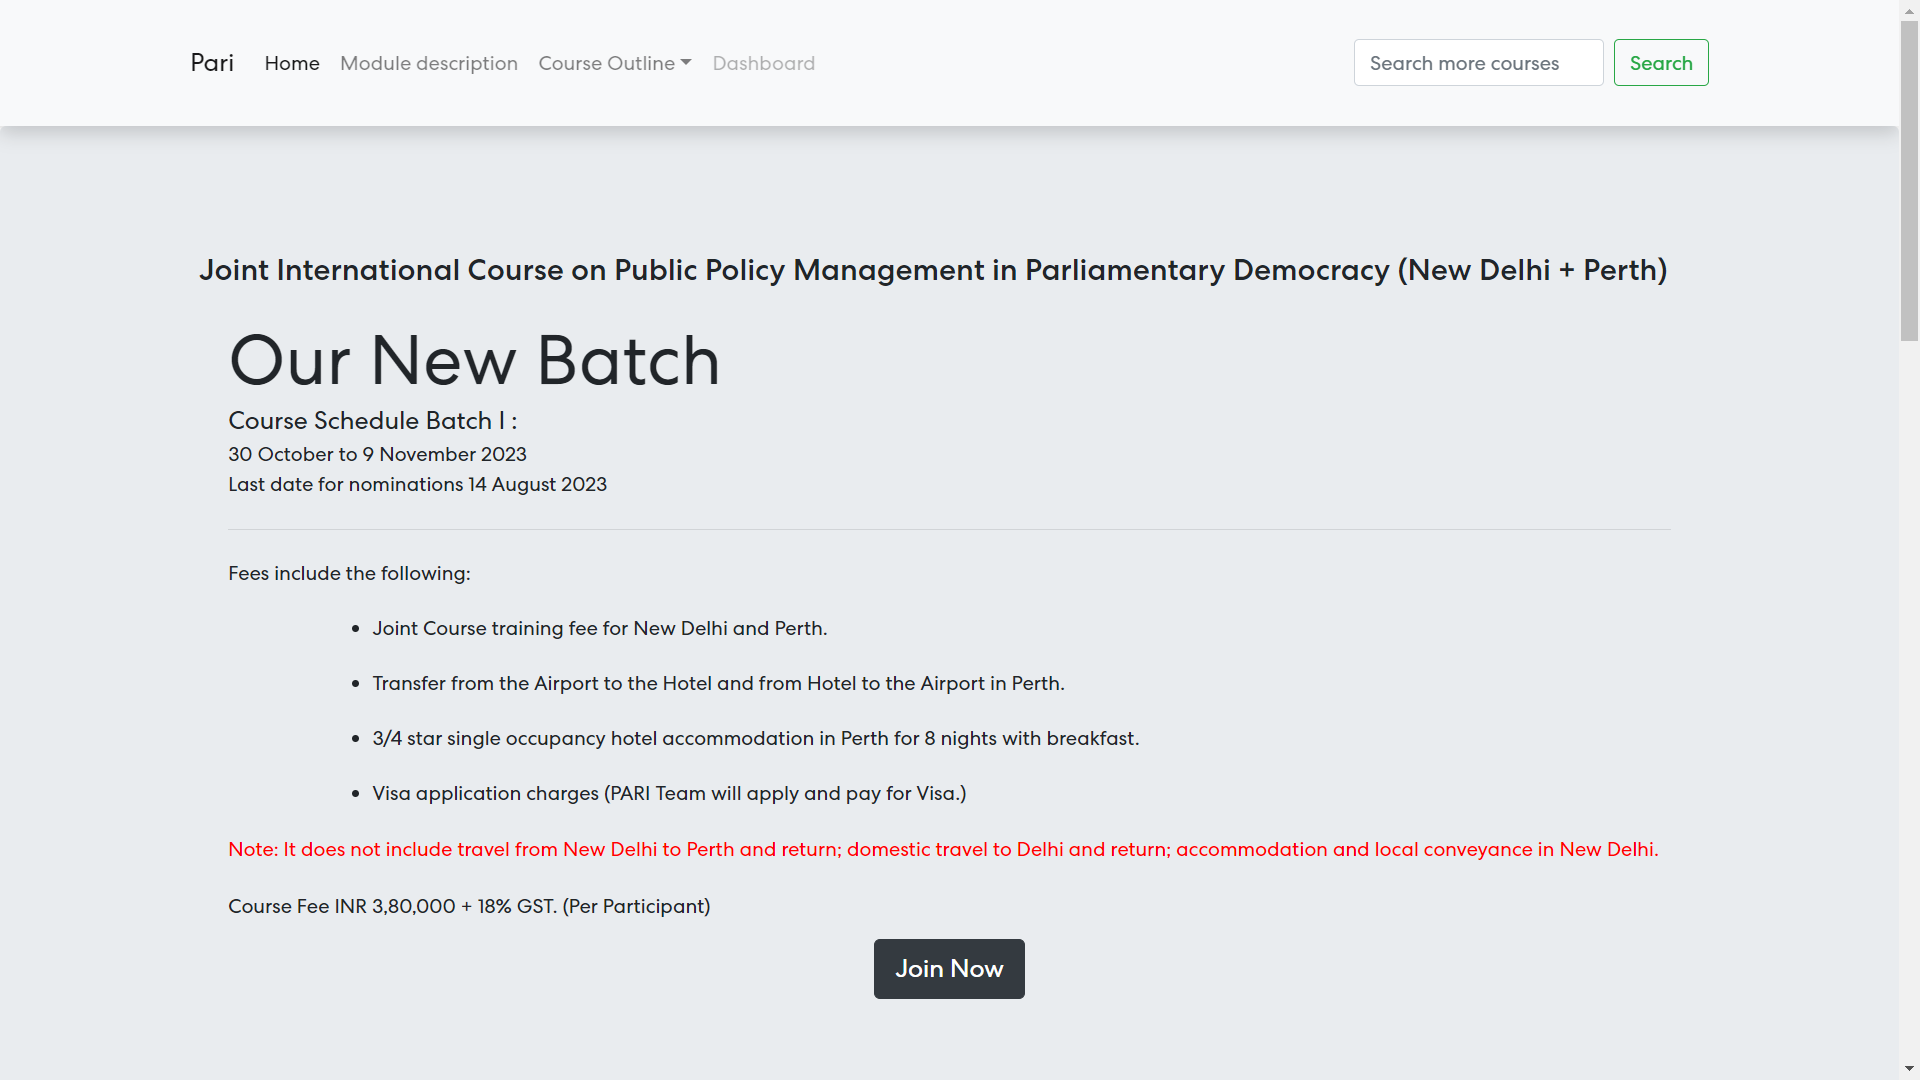 Pari Home Module description Course Outline Dashboard Search more courses Search
Joint International Course on Public Policy Management in Parliamentary Democracy (New Delhi + Perth)
Our New Batch
Course Schedule Batch I :
30 October to 9 November 2023
Last date for nominations 14 August 2023
Fees include the following:
Joint Course training fee for New Delhi and Perth.
Transfer from the Airport to the Hotel and from Hotel to the Airport in Perth.
3/4 star single occupancy hotel accommodation in Perth for 8 nights with breakfast.
Visa application charges (PARI Team will apply and pay for Visa.)
Note: It does not include travel from New Delhi to Perth and return; domestic travel to Delhi and return; accommodation and local conveyance in New Delhi.
Course Fee INR 3,80,000 + 18% GST. (Per Participant)
Join Now